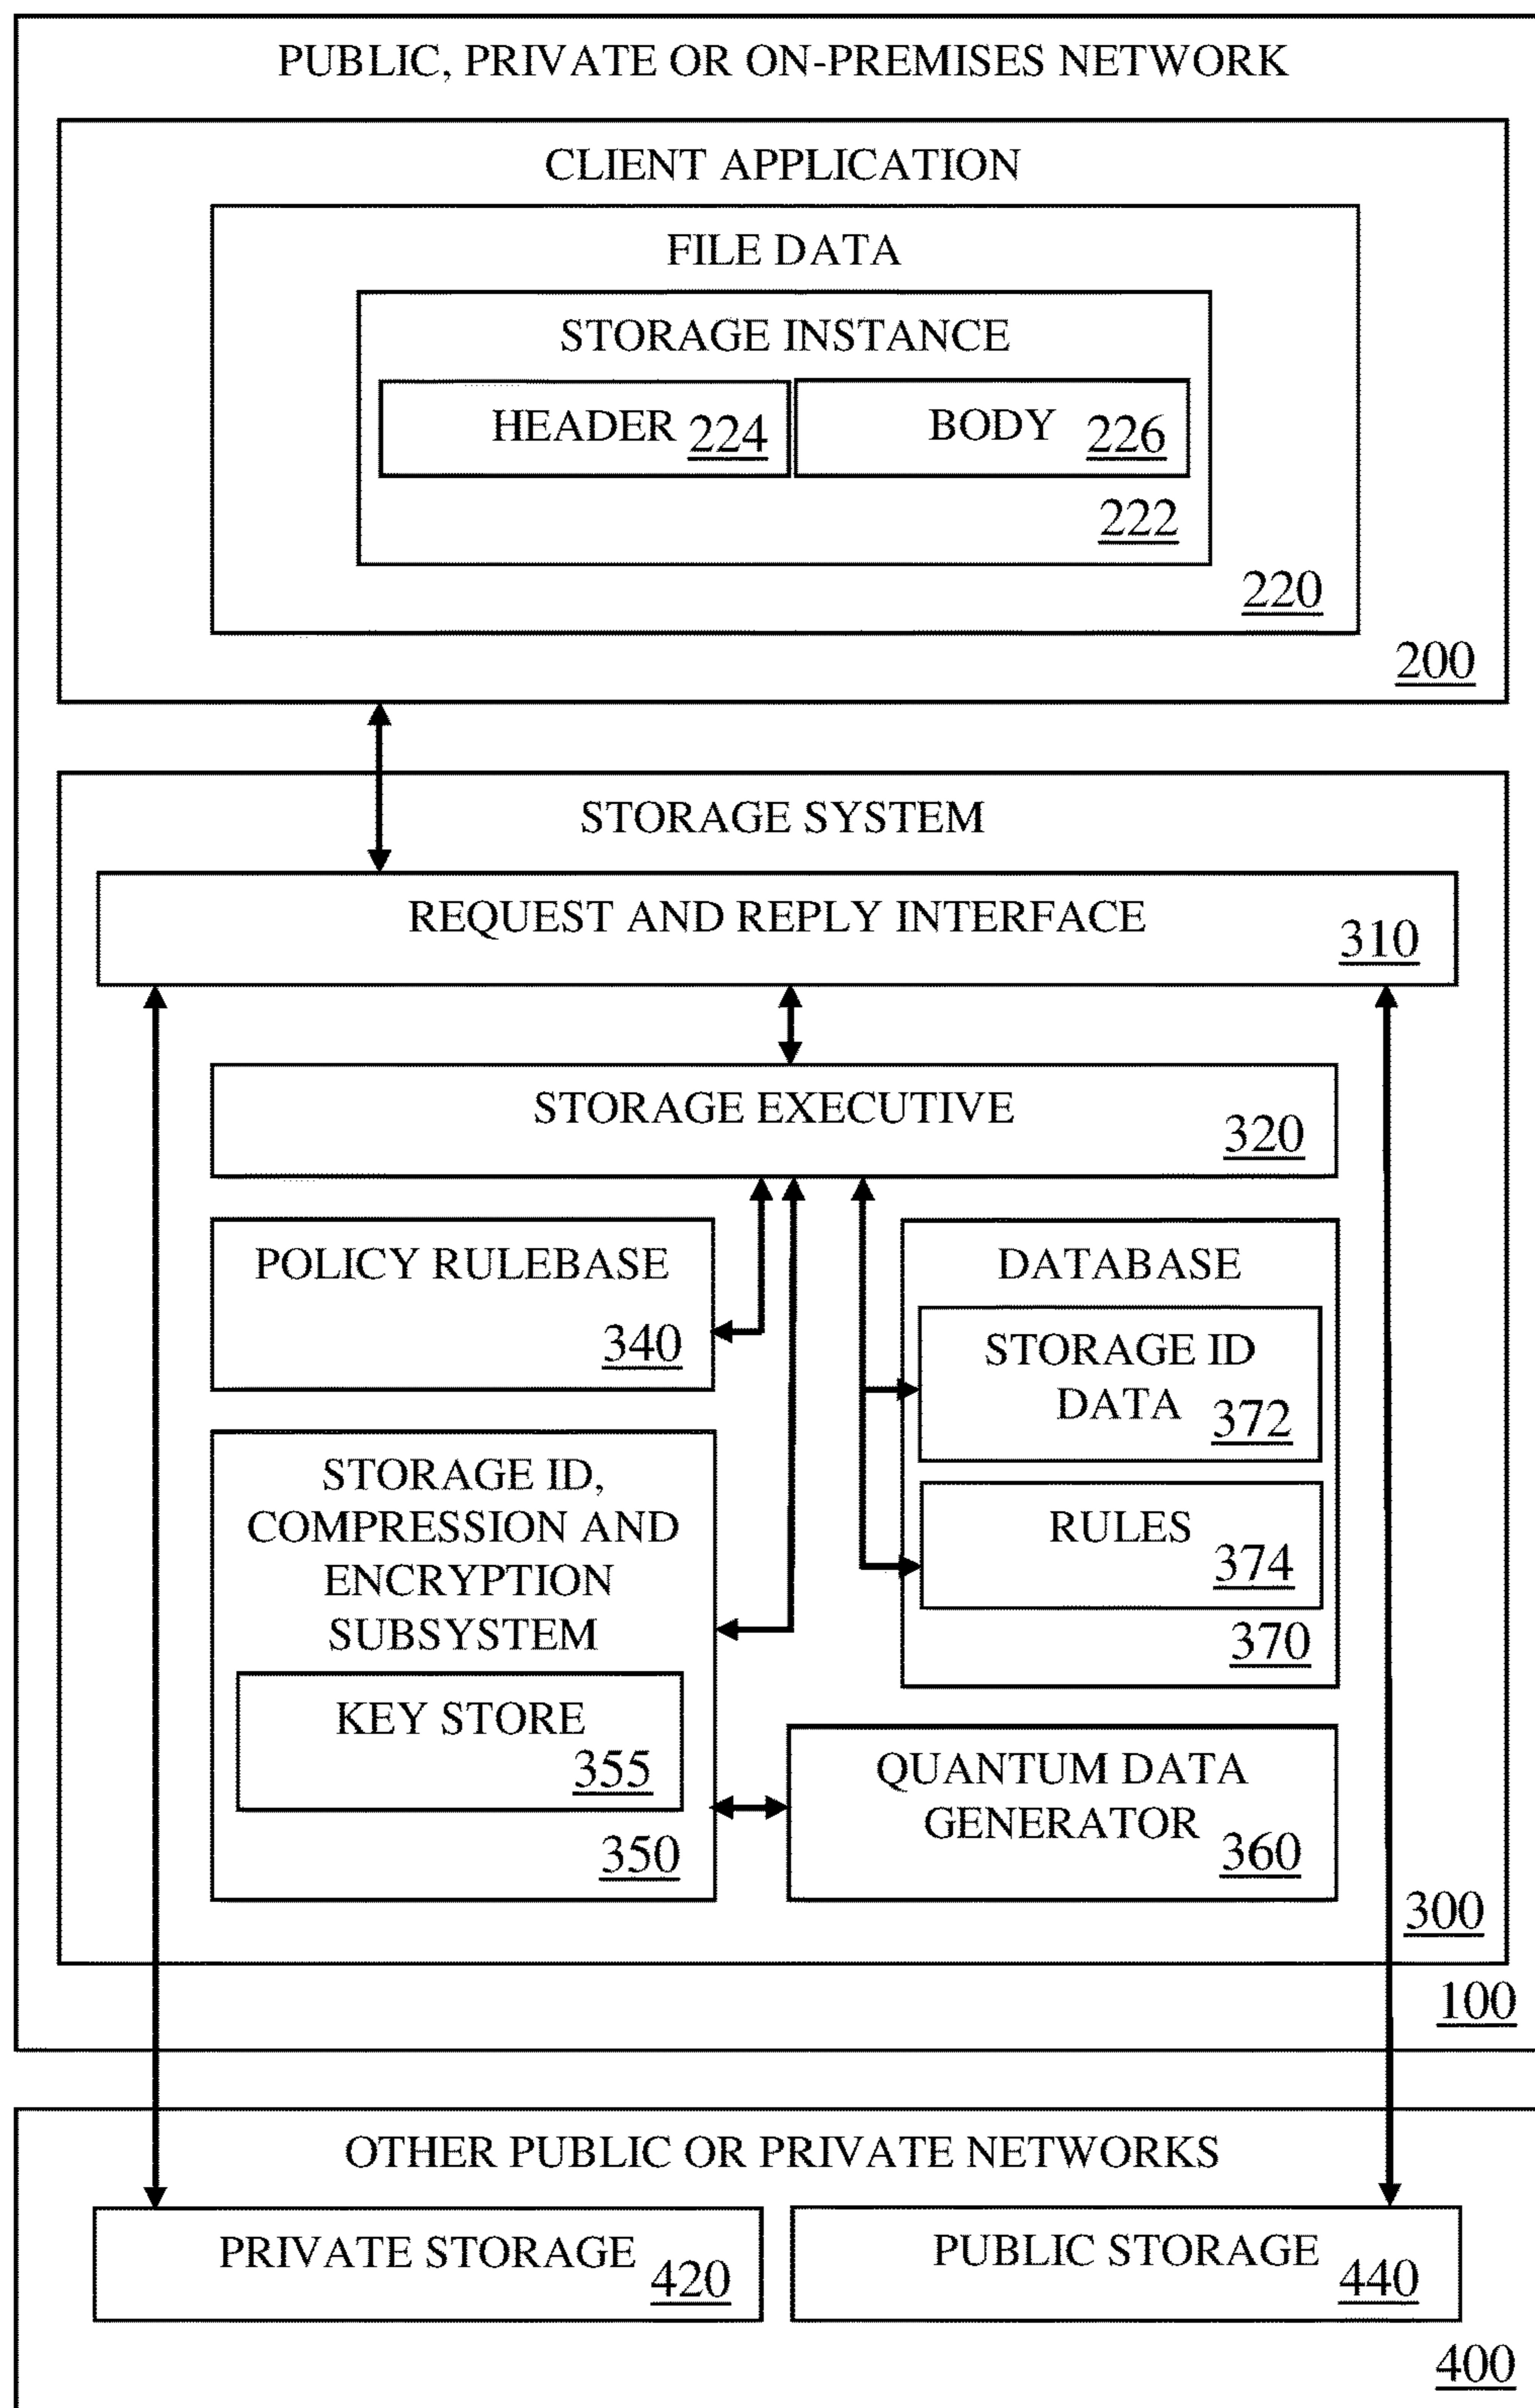 PUBLIC, PRIVATE OR ON-PREMISES NETWORK
CLIENT APPLICATION
FILE DATA
STORAGE INSTANCE
HEADER 224
BODY 226
222
220
200
STORAGE SYSTEM
REQUEST AND REPLY INTERFACE
310
STORAGE EXECUTIVE
320
POLICY RULEBASE
340
DATABASE
STORAGE ID
DATA 372
RULES
374
370
STORAGE ID,
COMPRESSION AND
ENCRYPTION
SUBSYSTEM
KEY STORE
355
350
QUANTUM DATA
GENERATOR 360
300
100
OTHER PUBLIC OR PRIVATE NETWORKS
PRIVATE STORAGE 420
PUBLIC STORAGE 440
400